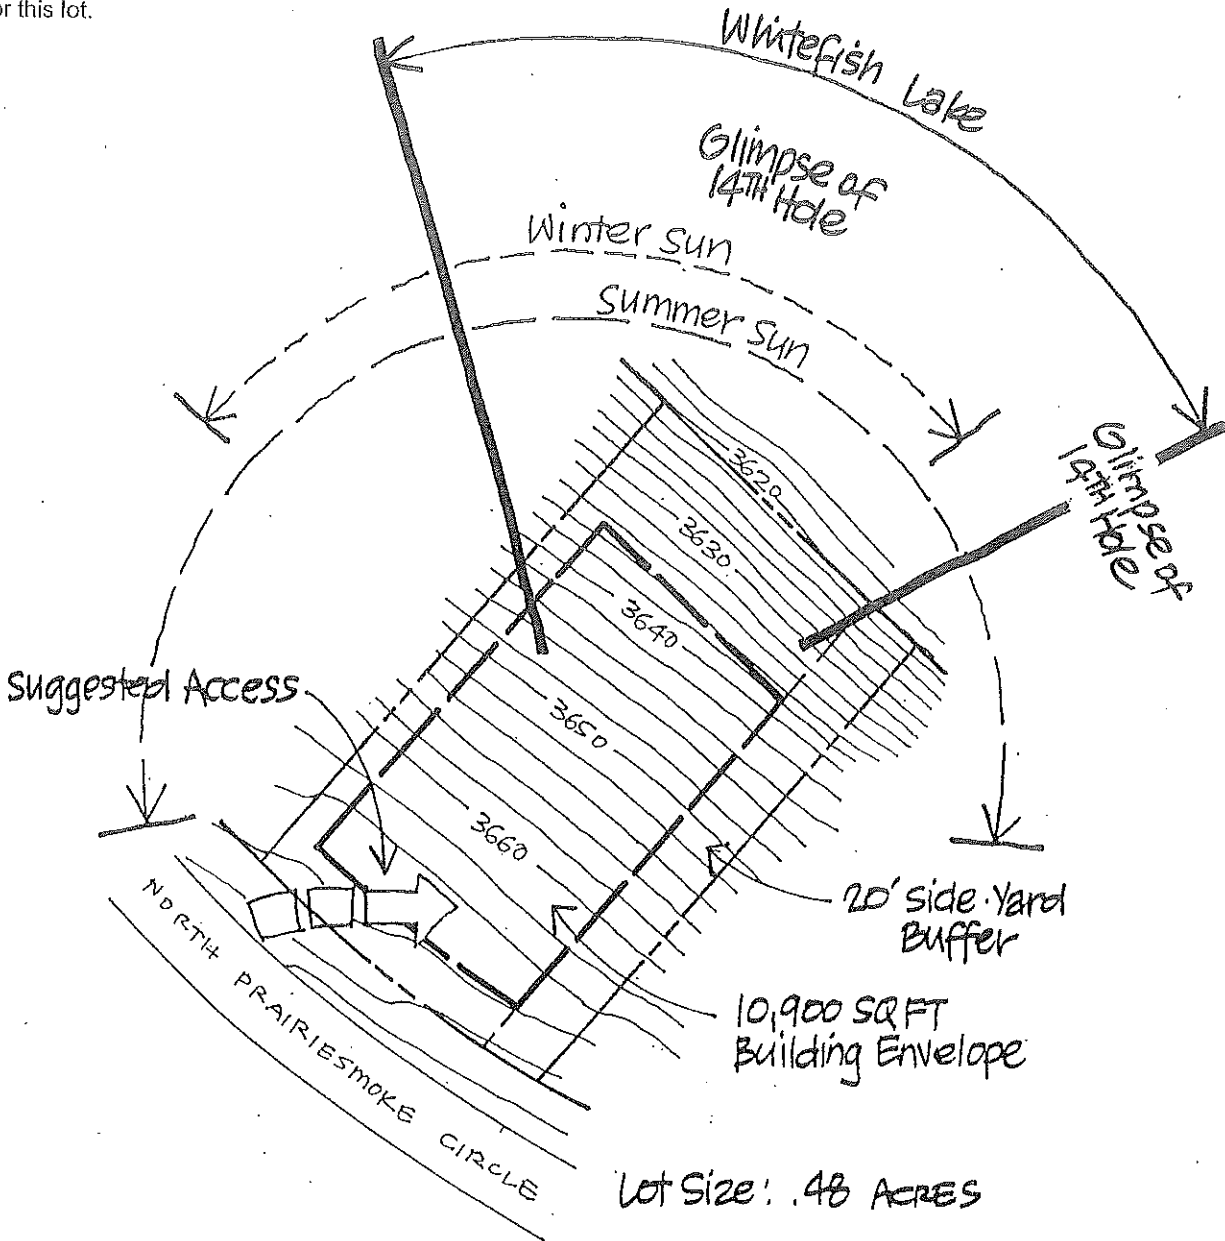 or this lot.
Whitefish Lake
Glimpse of
14TH Hole
Winter Sun
Summer Sun
Glimpse of
14TH Hole
3620
3630
3640
3650
3660
Suggested Access
20' Side-Yard
Buffer
10,900 SQ FT
Building Envelope
NORTH PRAIRIESMOKE CIRCLE
Lot Size: .48 ACRES